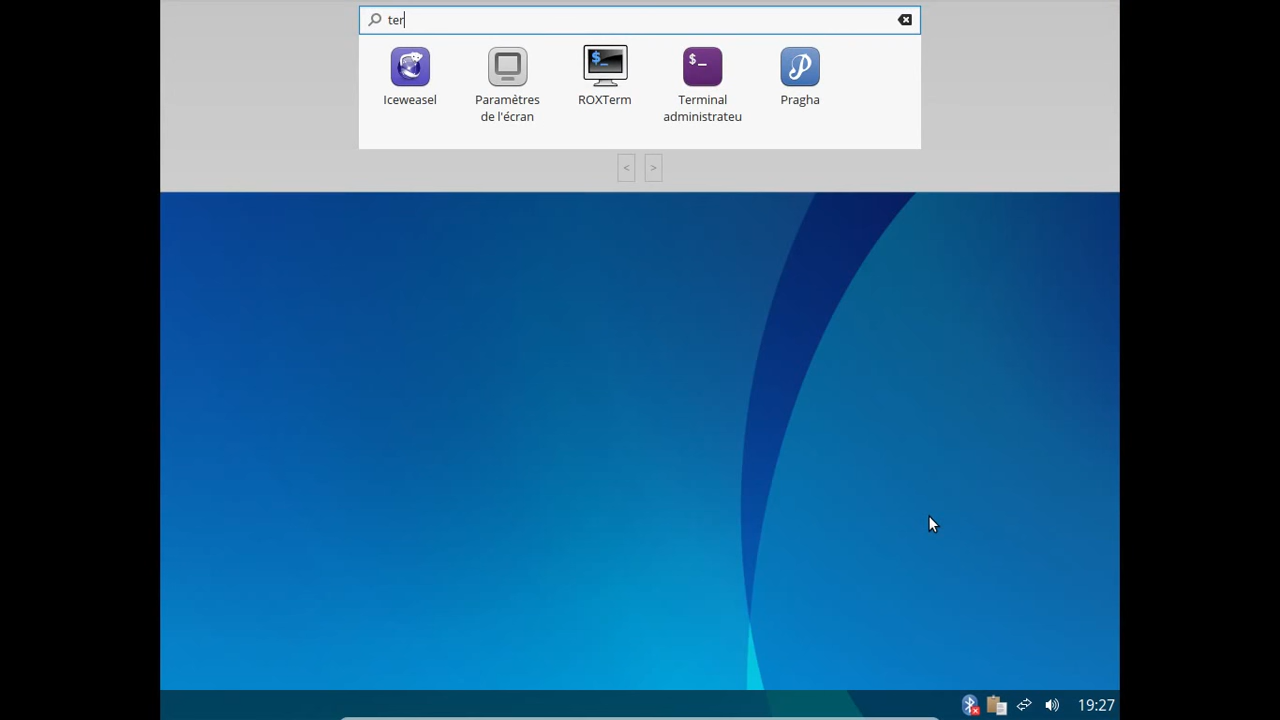 ter
Iceweasel
Paramètres
de l'écran
ROXTerm
$_
Terminal
administrateu
$_
Pragha
< >
19:27